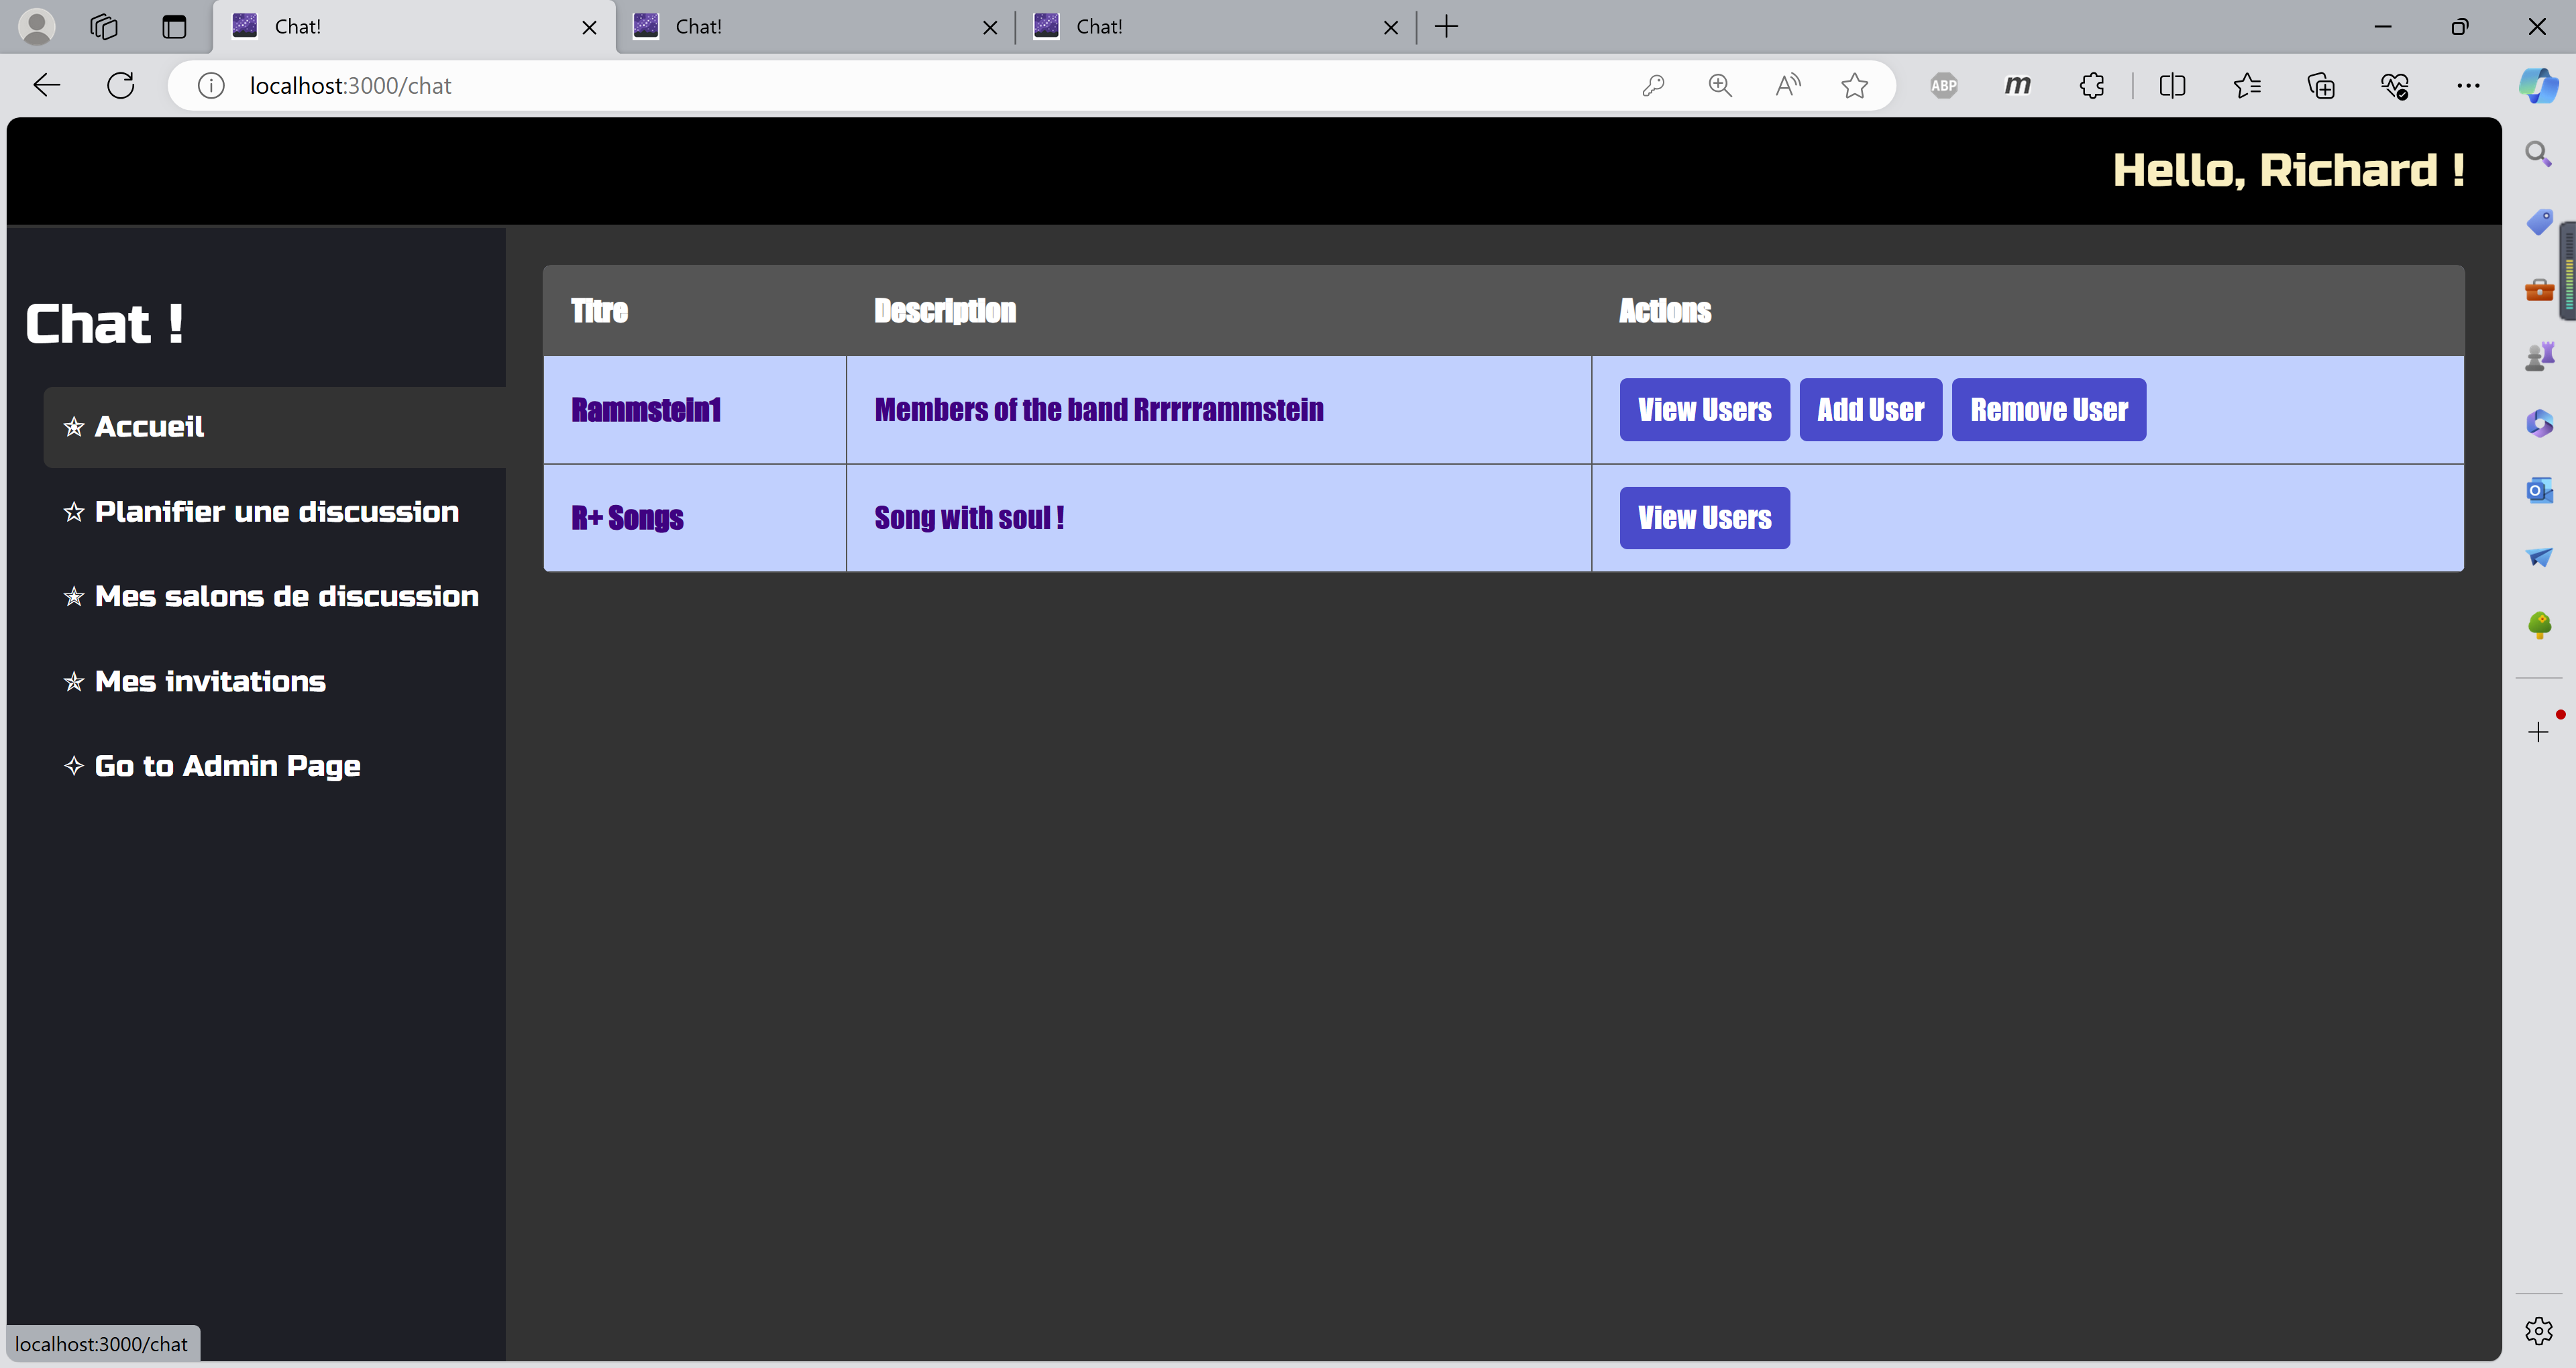 Chat!
Chat!
Chat!
localhost:3000/chat
ABP
m
Hello, Richard !
Chat !
Accueil
Planifier une discussion
Mes salons de discussion
Mes invitations
Go to Admin Page
Titre Description Actions
Rammstein1 Members of the band Rrrrrrammstein View Users Add User Remove User
R+ Songs Song with soul ! View Users
localhost:3000/chat